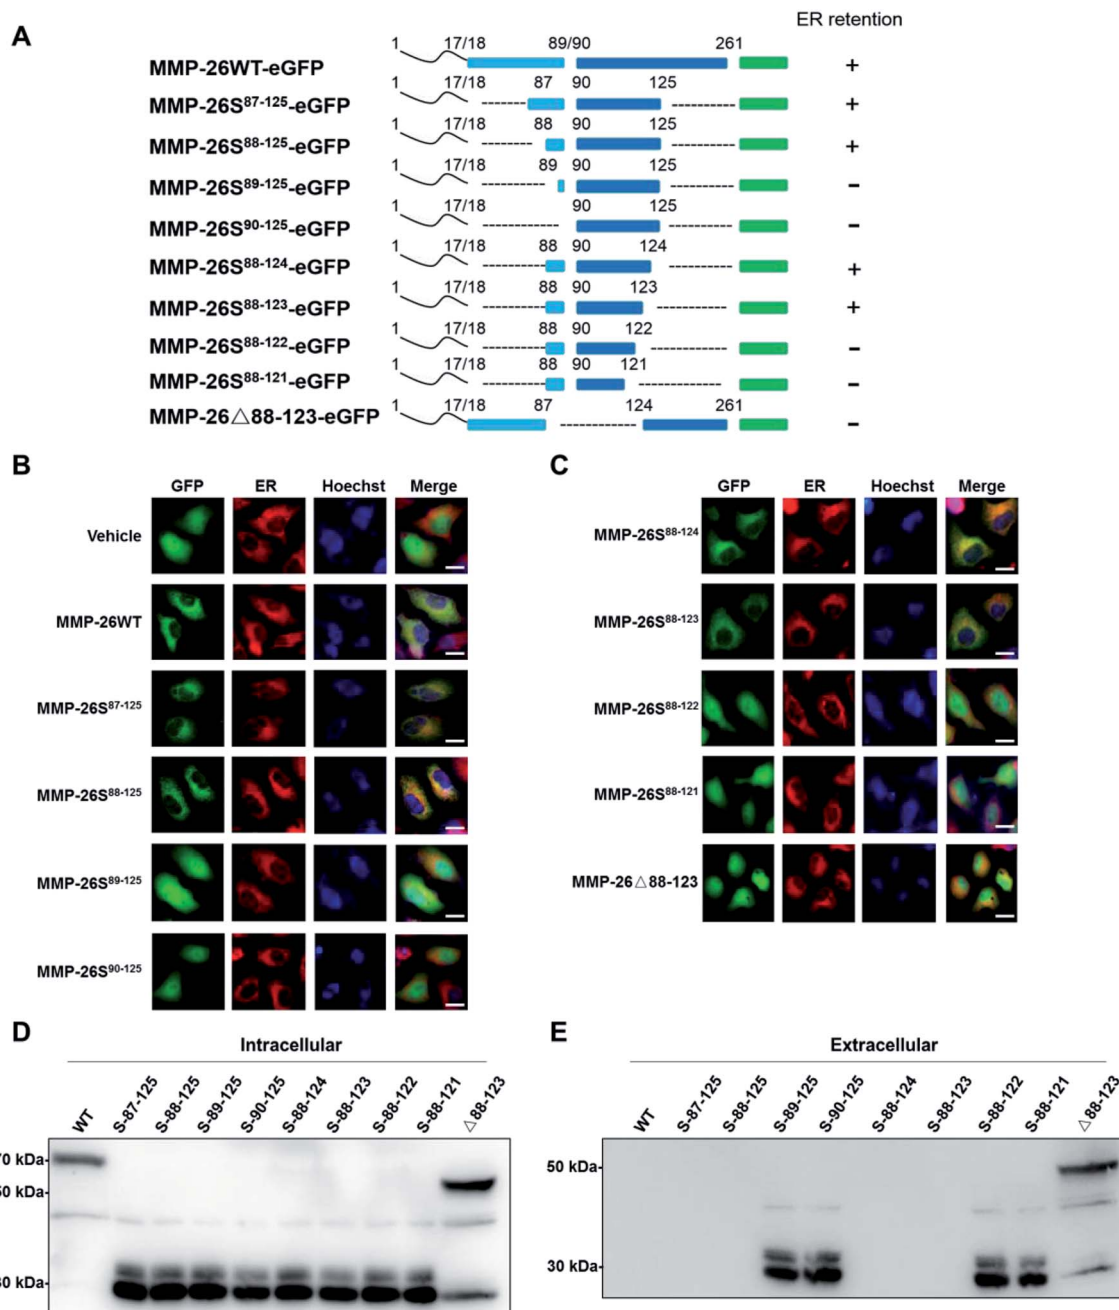 ER retention
A
1 17/18 89/90 261
MMP-26WT-eGFP +
1 17/18 87 90 125
MMP-26S87-125-eGFP +
1 17/18 88 90 125
MMP-26S88-125-eGFP +
1 17/18 89 90 125
MMP-26S89-125-eGFP -
1 17/18 90 125
MMP-26S90-125-eGFP -
1 17/18 88 90 124
MMP-26S88-124-eGFP +
1 17/18 88 90 123
MMP-26S88-123-eGFP +
1 17/18 88 90 122
MMP-26S88-122-eGFP -
1 17/18 88 90 121
MMP-26S88-121-eGFP -
1 17/18 87 124 261
MMP-26△88-123-eGFP -
B
GFP ER Hoechst Merge
Vehicle
MMP-26WT
MMP-26S87-125
MMP-26S88-125
MMP-26S89-125
MMP-26S90-125
C
GFP ER Hoechst Merge
MMP-26S88-124
MMP-26S88-123
MMP-26S88-122
MMP-26S88-121
MMP-26△88-123
D
Intracellular
WT S-87-125 S-88-125 S-89-125 S-90-125 S-88-124 S-88-123 S-88-122 S-88-121 △88-123
70 kDa-
50 kDa-
30 kDa-
E
Extracellular
WT S-87-125 S-88-125 S-89-125 S-90-125 S-88-124 S-88-123 S-88-122 S-88-121 △88-123
50 kDa-
30 kDa-